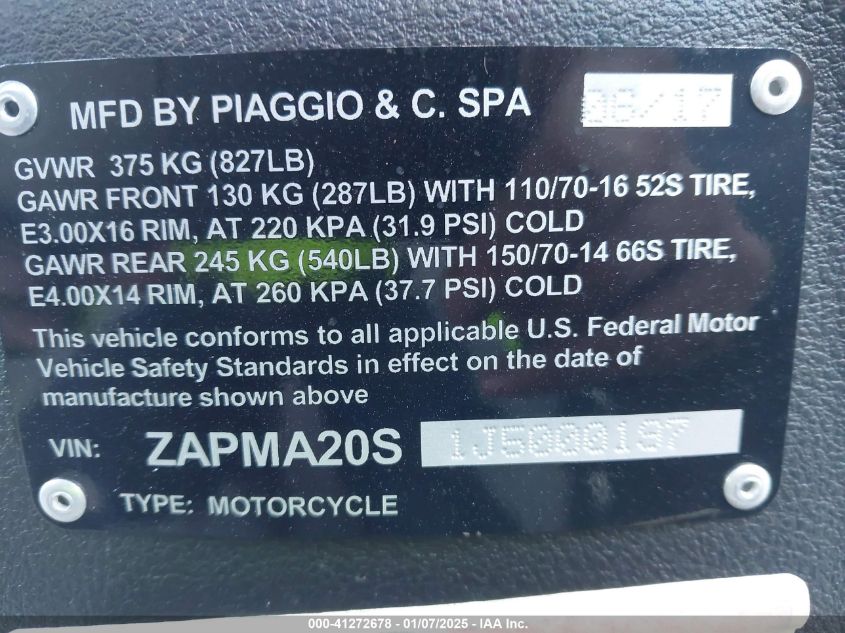 MFD BY PIAGGIO & C. SPA 08/17
GVWR 375 KG (827LB)
GAWR FRONT 130 KG (287LB) WITH 110/70-16 52S TIRE,
E3.00X16 RIM, AT 220 KPA (31.9 PSI) COLD
GAWR REAR 245 KG (540LB) WITH 150/70-14 66S TIRE,
E4.00X14 RIM, AT 260 KPA (37.7 PSI) COLD
This vehicle conforms to all applicable U.S. Federal Motor
Vehicle Safety Standards in effect on the date of
manufacture shown above
VIN: ZAPMA20S 1J5000197
TYPE: MOTORCYCLE
000-41272678 - 01/07/2025 - IAA Inc.